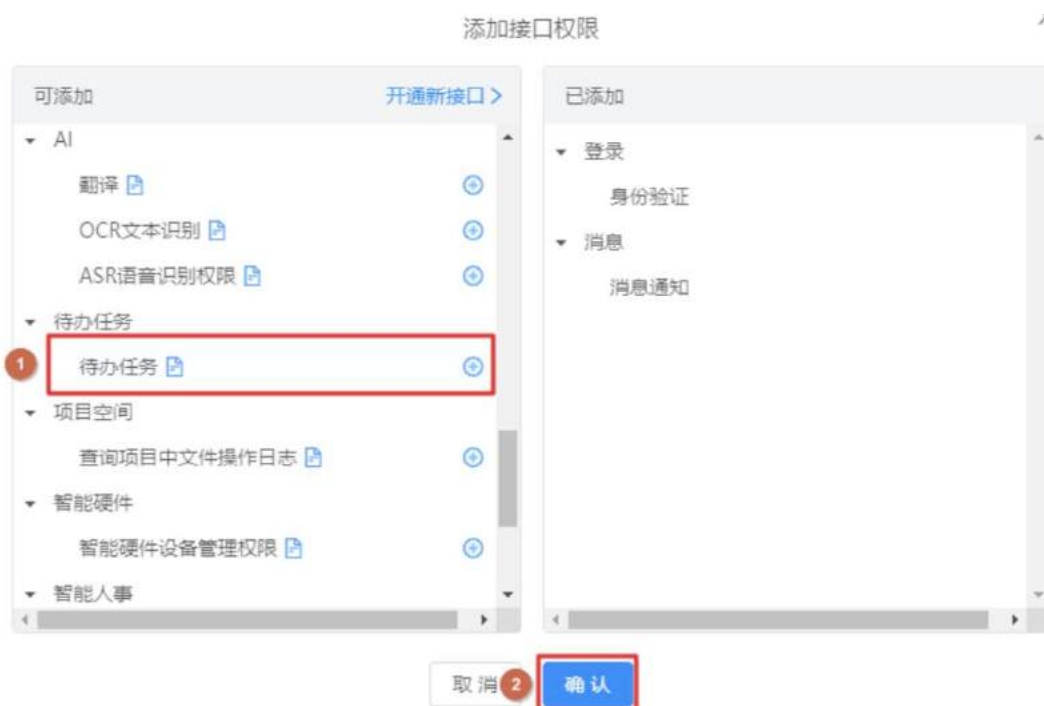 添加接口权限
可添加
开通新接口 >
AI
翻译
OCR文本识别
ASR语音识别权限
待办任务
1
待办任务
项目空间
查询项目中文件操作日志
智能硬件
智能硬件设备管理权限
智能人事
已添加
登录
身份验证
消息
消息通知
取 消
2
确 认